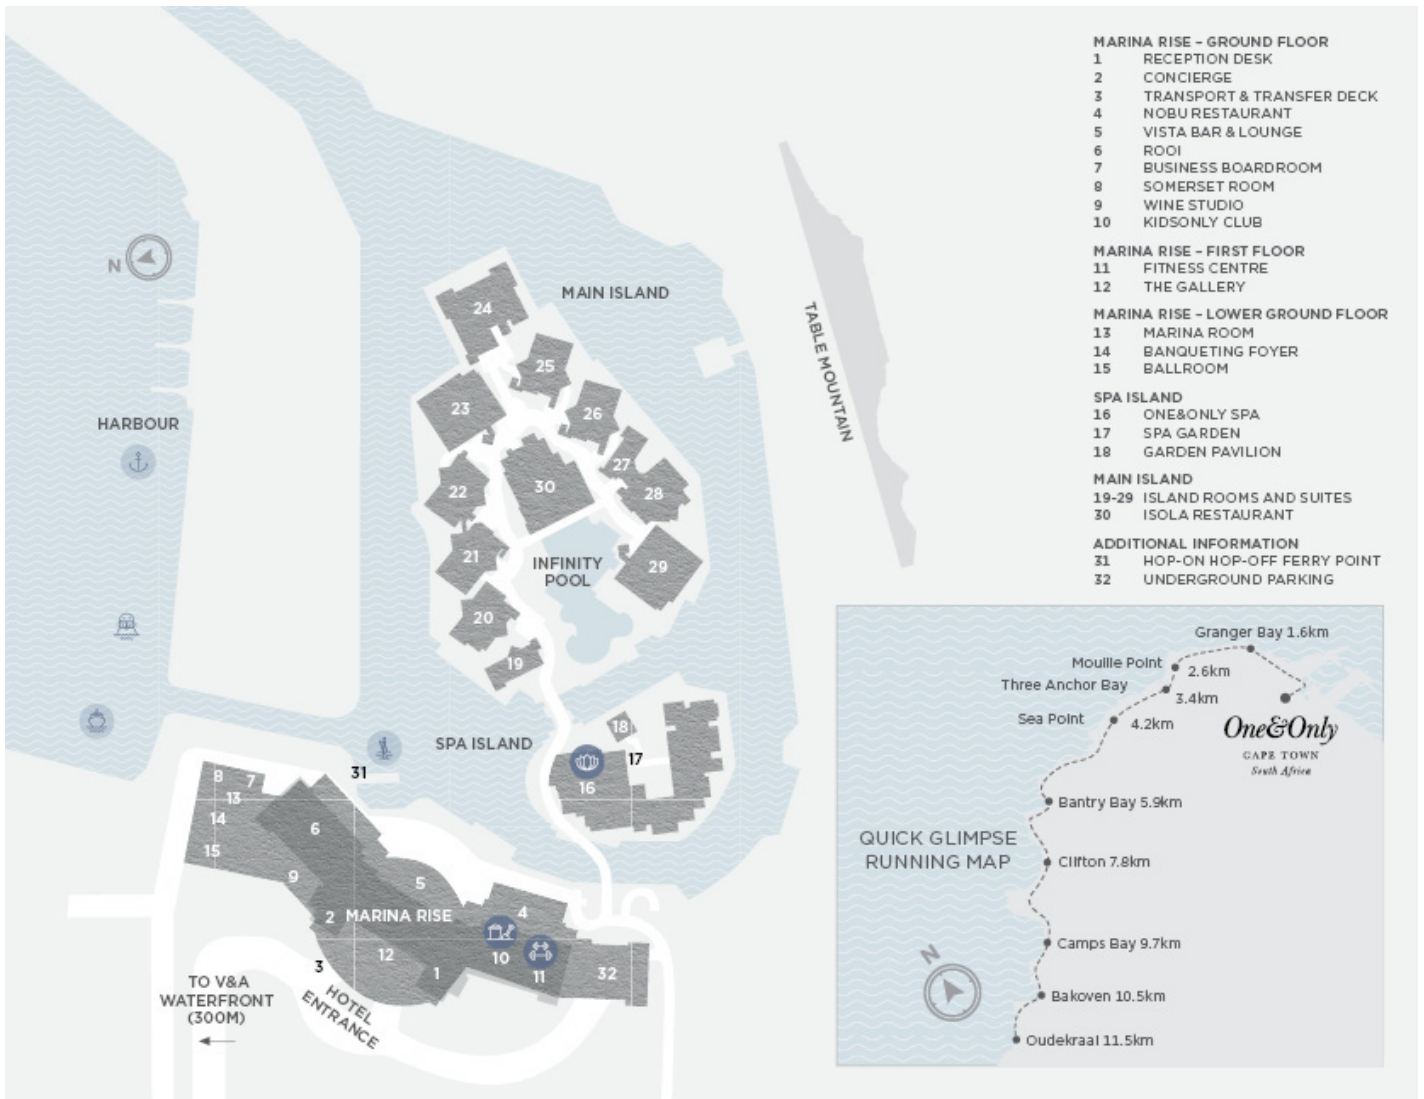 MARINA RISE – GROUND FLOOR
1 RECEPTION DESK
2 CONCIERGE
3 TRANSPORT & TRANSFER DECK
4 NOBU RESTAURANT
5 VISTA BAR & LOUNGE
6 ROOI
7 BUSINESS BOARDROOM
8 SOMERSET ROOM
9 WINE STUDIO
10 KIDSONLY CLUB
MARINA RISE – FIRST FLOOR
11 FITNESS CENTRE
12 THE GALLERY
MARINA RISE – LOWER GROUND FLOOR
13 MARINA ROOM
14 BANQUETING FOYER
15 BALLROOM
SPA ISLAND
16 ONE&ONLY SPA
17 SPA GARDEN
18 GARDEN PAVILION
MAIN ISLAND
19-29 ISLAND ROOMS AND SUITES
30 ISOLA RESTAURANT
ADDITIONAL INFORMATION
31 HOP-ON HOP-OFF FERRY POINT
32 UNDERGROUND PARKING
N
HARBOUR
MAIN ISLAND
TABLE MOUNTAIN
24
25
23
26
27
22
30
28
21
INFINITY
POOL
29
20
19
SPA ISLAND
18
17
16
31
8
7
13
14
6
15
9
5
2
MARINA RISE
4
12
10
3
1
11
32
HOTEL
ENTRANCE
TO V&A
WATERFRONT
(300M)
Granger Bay 1.6km
Mouille Point
2.6km
Three Anchor Bay
3.4km
Sea Point
4.2km
One&Only
CAPE TOWN
South Africa
Bantry Bay 5.9km
QUICK GLIMPSE
RUNNING MAP
Clifton 7.8km
Camps Bay 9.7km
N
Bakoven 10.5km
Oudekraal 11.5km